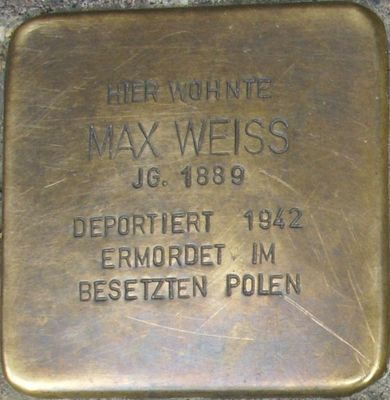 HIER WOHNTE
MAX WEISS
JG. 1889
DEPORTIERT 1942
ERMORDET IM
BESETZTEN POLEN